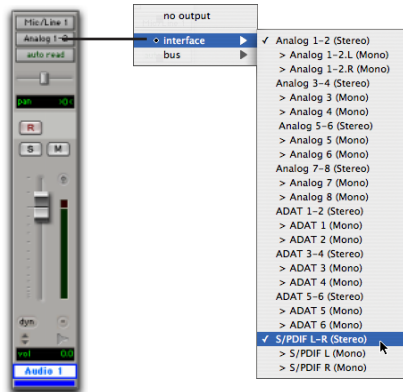 Mic/Line 1
Analog 1-2
auto read
pan >0<
R
S M
dyn
vol 0.0
Audio 1
no output
interface
bus
✓ Analog 1-2 (Stereo)
> Analog 1-2.L (Mono)
> Analog 1-2.R (Mono)
Analog 3-4 (Stereo)
> Analog 3 (Mono)
> Analog 4 (Mono)
Analog 5-6 (Stereo)
> Analog 5 (Mono)
> Analog 6 (Mono)
Analog 7-8 (Stereo)
> Analog 7 (Mono)
> Analog 8 (Mono)
ADAT 1-2 (Stereo)
> ADAT 1 (Mono)
> ADAT 2 (Mono)
ADAT 3-4 (Stereo)
> ADAT 3 (Mono)
> ADAT 4 (Mono)
ADAT 5-6 (Stereo)
> ADAT 5 (Mono)
> ADAT 6 (Mono)
✓ S/PDIF L-R (Stereo)
> S/PDIF L (Mono)
> S/PDIF R (Mono)